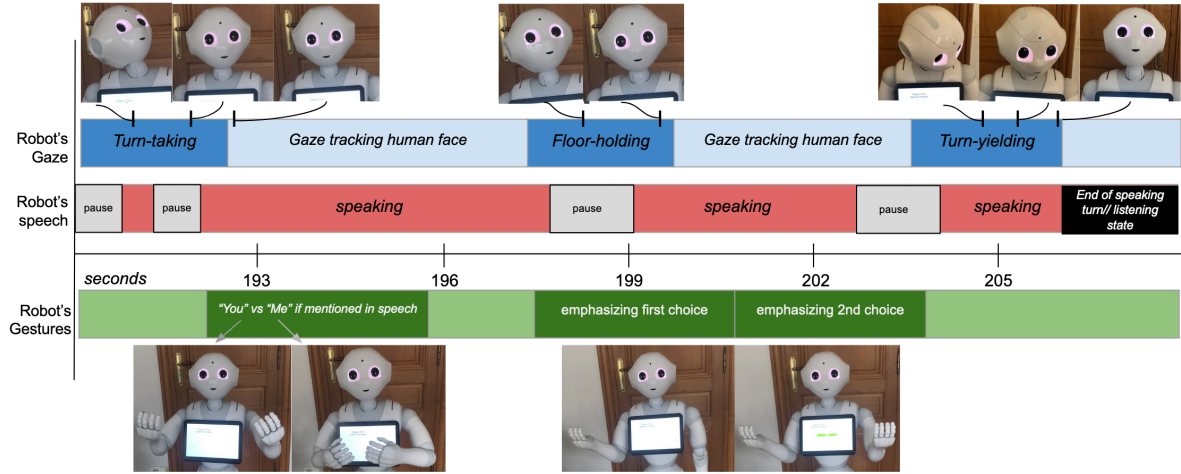 Robot's
Gaze
Turn-taking
Gaze tracking human face
Floor-holding
Gaze tracking human face
Turn-yielding
Robot's
speech
pause
pause
speaking
pause
speaking
pause
speaking
End of speaking
turn// listening
state
seconds
193
196
199
202
205
Robot's
Gestures
“You” vs “Me” if mentioned in speech
emphasizing first choice
emphasizing 2nd choice